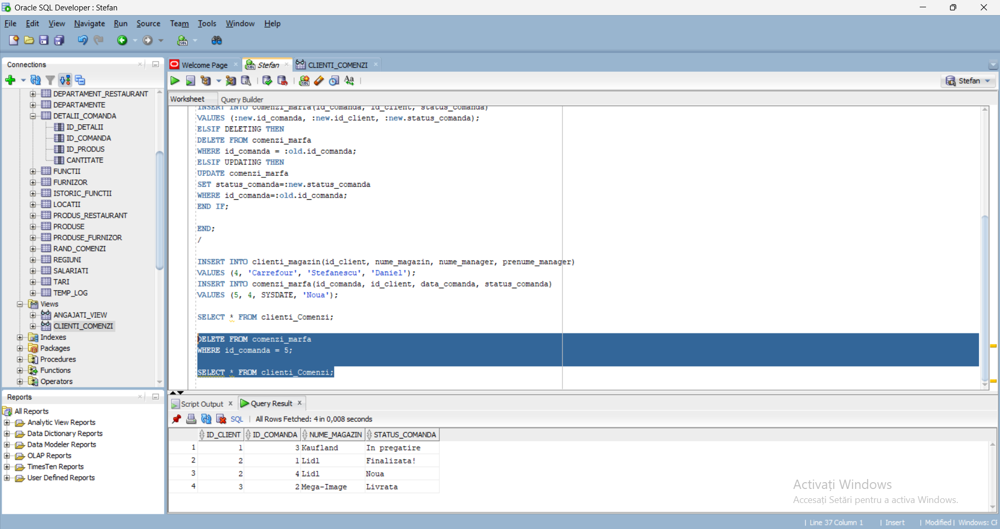 Oracle SQL Developer : Stefan
File Edit View Navigate Run Source Team Tools Window Help
Connections
DEPARTAMENT_RESTAURANT
DEPARTAMENTE
DETALII_COMANDA
ID_DETALII
ID_COMANDA
ID_PRODUS
CANTITATE
FUNCTII
FURNIZOR
ISTORIC_FUNCTII
LOCATII
PRODUS_RESTAURANT
PRODUSE
PRODUSE_FURNIZOR
RAND_COMENZI
REGIUNI
SALARIATI
TARI
TEMP_LOG
Views
ANGAJATI_VIEW
CLIENTI_COMENZI
Indexes
Packages
Procedures
Functions
Operators
Reports
All Reports
Analytic View Reports
Data Dictionary Reports
Data Modeler Reports
OLAP Reports
TimesTen Reports
User Defined Reports
Welcome Page Stefan CLIENTI_COMENZI
Stefan
Worksheet Query Builder
INSERT INTO comenzi_marfa(id_comanda, id_client, status_comanda)
VALUES (:new.id_comanda, :new.id_client, :new.status_comanda);
ELSIF DELETING THEN
DELETE FROM comenzi_marfa
WHERE id_comanda = :old.id_comanda;
ELSIF UPDATING THEN
UPDATE comenzi_marfa
SET status_comanda=:new.status_comanda
WHERE id_comanda=:old.id_comanda;
END IF;
END;
/
INSERT INTO clienti_magazin(id_client, nume_magazin, nume_manager, prenume_manager)
VALUES (4, 'Carrefour', 'Stefanescu', 'Daniel');
INSERT INTO comenzi_marfa(id_comanda, id_client, data_comanda, status_comanda)
VALUES (5, 4, SYSDATE, 'Noua');
SELECT * FROM clienti_Comenzi;
DELETE FROM comenzi_marfa
WHERE id_comanda = 5;
SELECT * FROM clienti_Comenzi;
Script Output Query Result
SQL All Rows Fetched: 4 in 0,008 seconds
ID_CLIENT ID_COMANDA NUME_MAGAZIN STATUS_COMANDA
1 1 3 Kaufland In pregatire
2 2 1 Lidl Finalizata!
3 2 4 Lidl Noua
4 3 2 Mega-Image Livrata
Activați Windows
Accesați Setări pentru a activa Windows.
Line 37 Column 1 Insert Modified Windows: CF